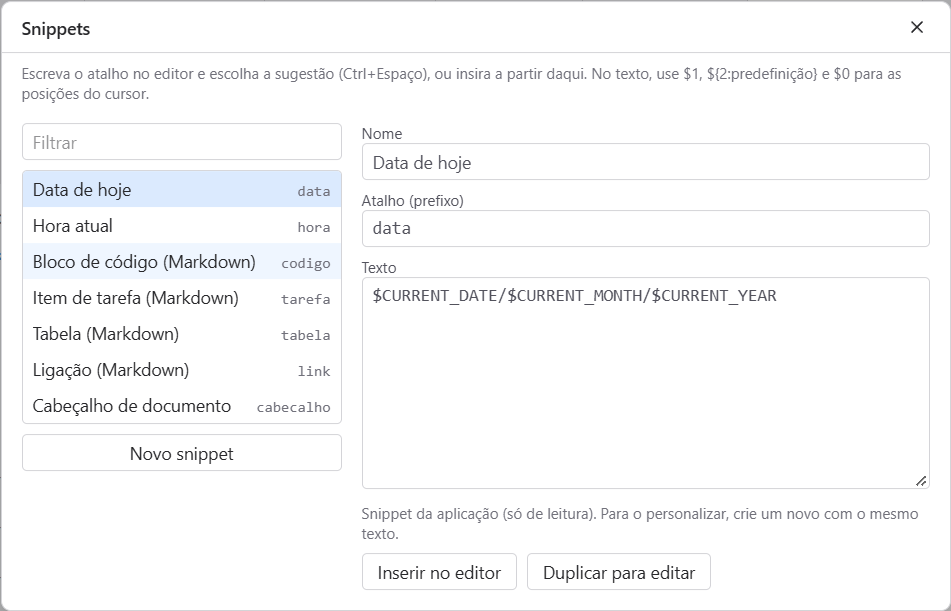 Snippets
Escreva o atalho no editor e escolha a sugestão (Ctrl+Espaço), ou insira a partir daqui. No texto, use $1, ${2:predefinição} e $0 para as
posições do cursor.
Filtrar
Data de hoje data
Hora atual hora
Bloco de código (Markdown) codigo
Item de tarefa (Markdown) tarefa
Tabela (Markdown) tabela
Ligação (Markdown) link
Cabeçalho de documento cabecalho
Novo snippet
Nome
Data de hoje
Atalho (prefixo)
data
Texto
$CURRENT_DATE/$CURRENT_MONTH/$CURRENT_YEAR
Snippet da aplicação (só de leitura). Para o personalizar, crie um novo com o mesmo
texto.
Inserir no editor
Duplicar para editar